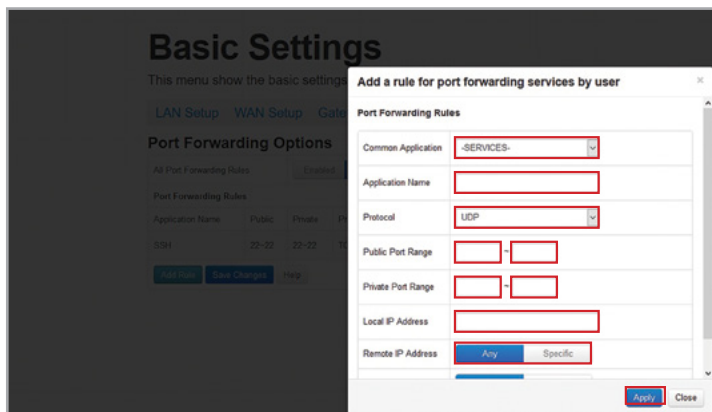 Basic Settings
This menu show the basic settings
LAN Setup WAN Setup Gate
Port Forwarding Options
All Port Forwarding Rules Enabled
Port Forwarding Rules
Application Name Public Private
SSH 22~22 22~22
Add Rule Save Changes Help
Add a rule for port forwarding services by user ×
Port Forwarding Rules
Common Application -SERVICES-
Application Name
Protocol UDP
Public Port Range ~
Private Port Range ~
Local IP Address
Remote IP Address Any Specific
Apply Close